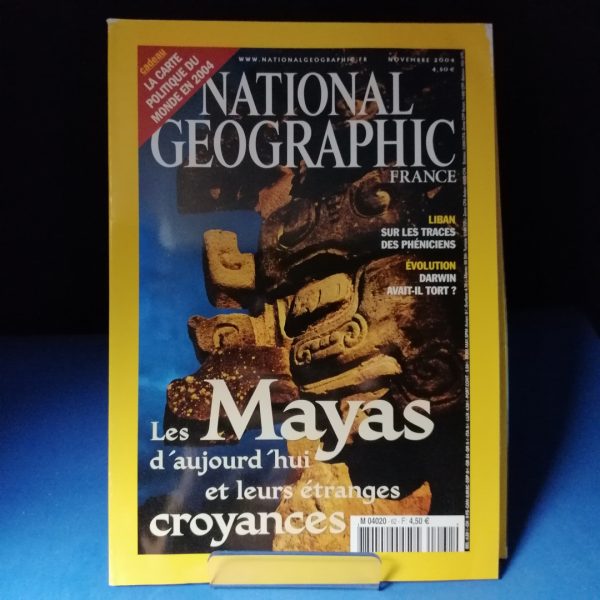 cadeau
LA CARTE
POLITIQUE DU
MONDE EN 2004
WWW.NATIONALGEOGRAPHIC.FR
NOVEMBRE 2004
4,50 €
NATIONAL
GEOGRAPHIC
FRANCE
LIBAN
SUR LES TRACES
DES PHÉNICIENS
ÉVOLUTION
DARWIN
AVAIT-IL TORT ?
Les Mayas
d'aujourd'hui
et leurs étranges
croyances
M 04020 - 62 - F: 4,50 €